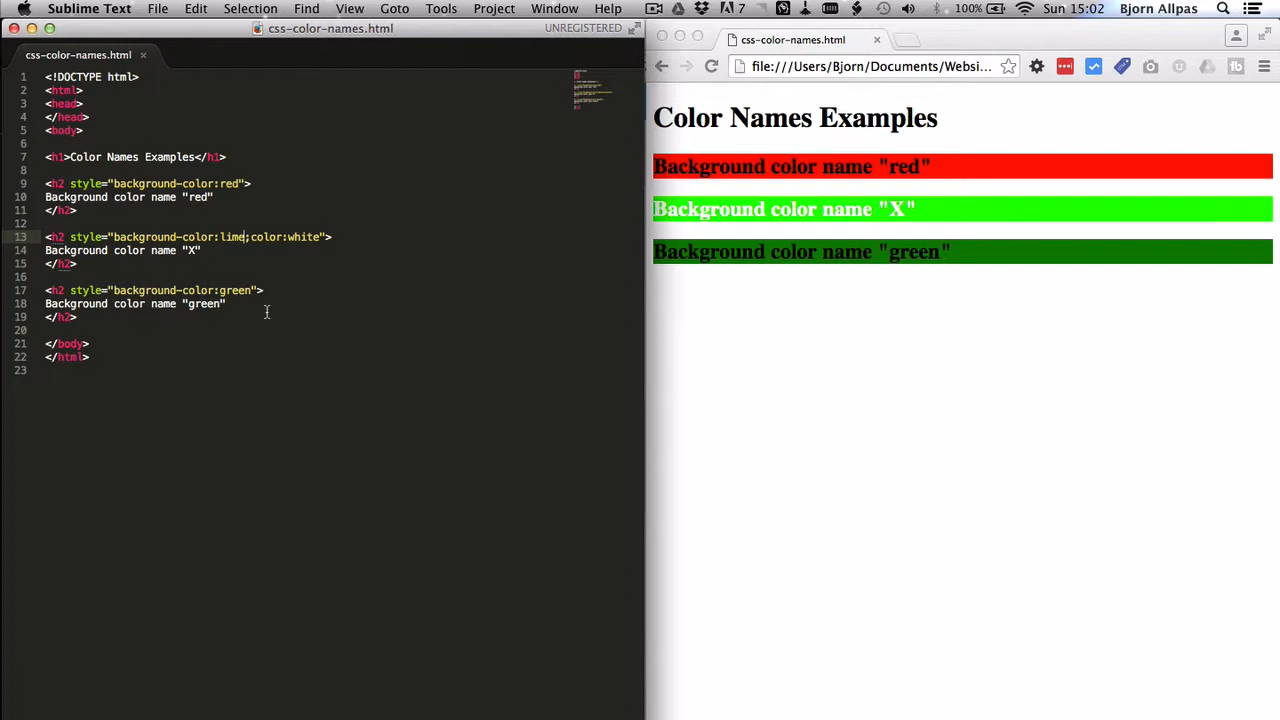 Sublime Text File Edit Selection Find View Goto Tools Project Window Help 7 100% Sun 15:02 Bjorn Allpas
css-color-names.html UNREGISTERED
css-color-names.html
1 <!DOCTYPE html>
2 <html>
3 <head>
4 </head>
5 <body>
6
7 <h1>Color Names Examples</h1>
8
9 <h2 style="background-color:red">
10 Background color name "red"
11 </h2>
12
13 <h2 style="background-color:lime;color:white">
14 Background color name "X"
15 </h2>
16
17 <h2 style="background-color:green">
18 Background color name "green"
19 </h2>
20
21 </body>
22 </html>
23
css-color-names.html
file:///Users/Bjorn/Documents/Websi...
Color Names Examples
Background color name "red"
Background color name "X"
Background color name "green"